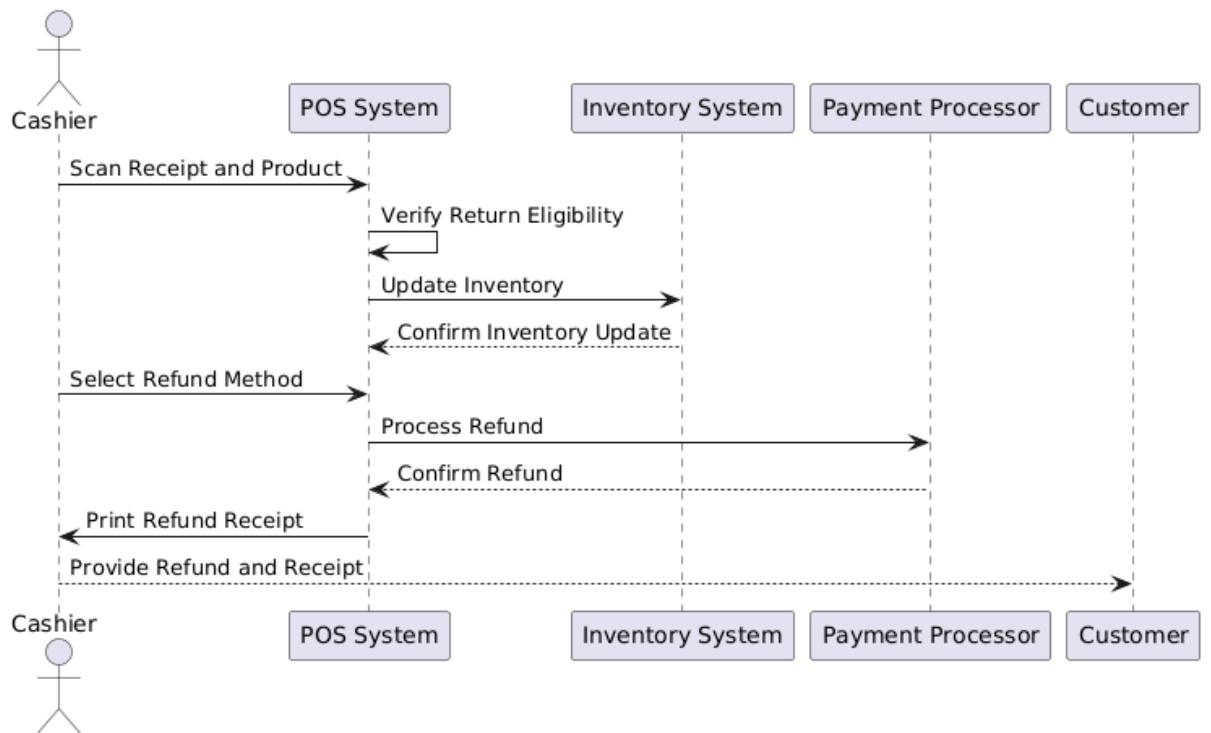 Cashier
POS System
Inventory System
Payment Processor
Customer
Scan Receipt and Product
Verify Return Eligibility
Update Inventory
Confirm Inventory Update
Select Refund Method
Process Refund
Confirm Refund
Print Refund Receipt
Provide Refund and Receipt
Cashier
POS System
Inventory System
Payment Processor
Customer